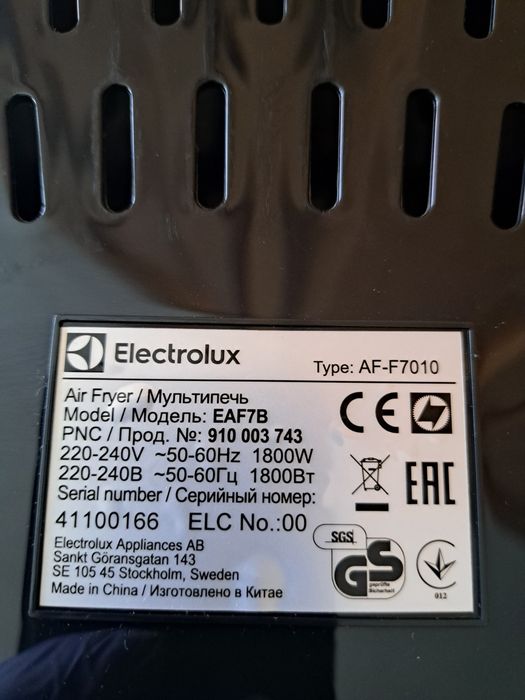 Electrolux
Type: AF-F7010
Air Fryer / Мультипечь
Model / Модель: EAF7B
PNC / Прод. №: 910 003 743
220-240V ~50-60Hz 1800W
220-240В ~50-60Гц 1800Вт
Serial number / Серийный номер:
41100166 ELC No.:00
Electrolux Appliances AB
Sankt Göransgatan 143
SE 105 45 Stockholm, Sweden
Made in China / Изготовлено в Китае
CE
EAC
SGS
GS
geprüfte
Sicherheit
012